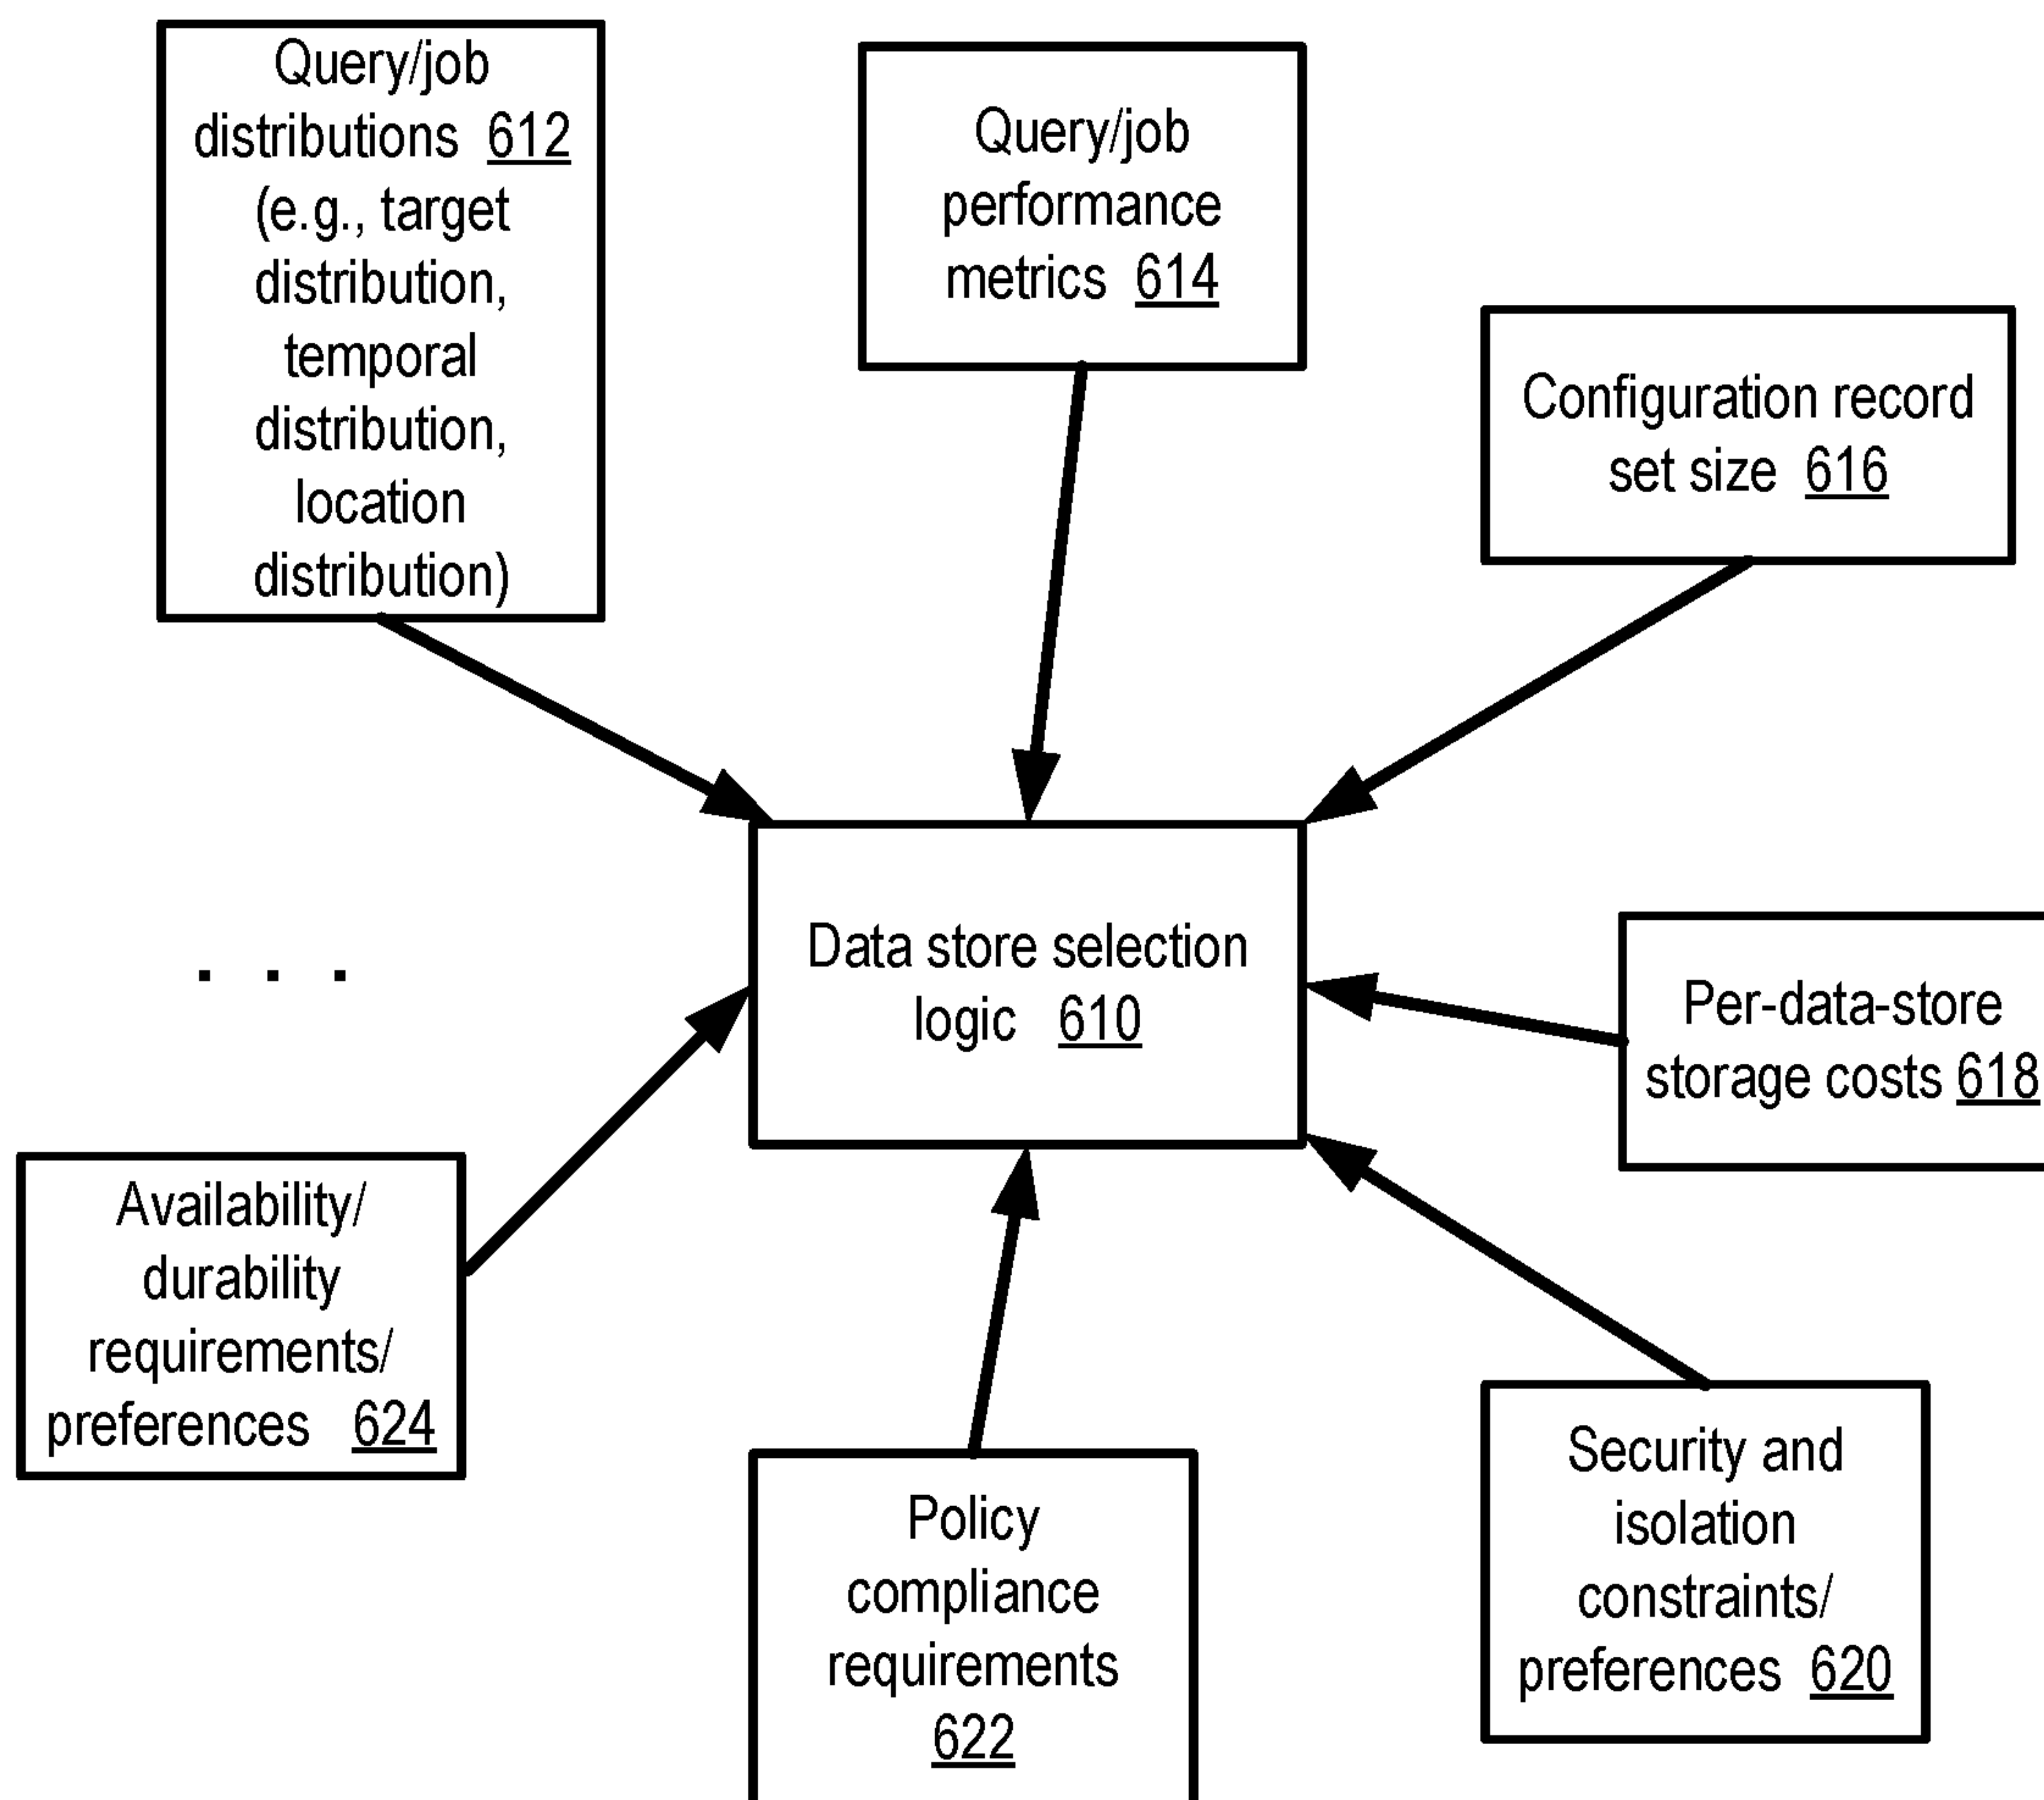 Query/job
distributions 612
(e.g., target
distribution,
temporal
distribution,
location
distribution)
Query/job
performance
metrics 614
Configuration record
set size 616
Data store selection
logic 610
. . .
Per-data-store
storage costs 618
Availability/
durability
requirements/
preferences 624
Policy
compliance
requirements
622
Security and
isolation
constraints/
preferences 620